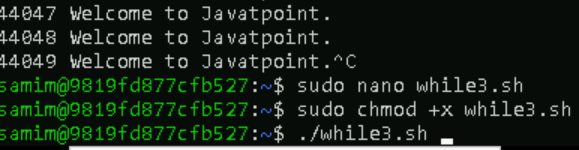 44047 Welcome to Javatpoint.
44048 Welcome to Javatpoint.
44049 Welcome to Javatpoint.^C
samim@9819fd877cfb527:~$ sudo nano while3.sh
samim@9819fd877cfb527:~$ sudo chmod +x while3.sh
samim@9819fd877cfb527:~$ ./while3.sh